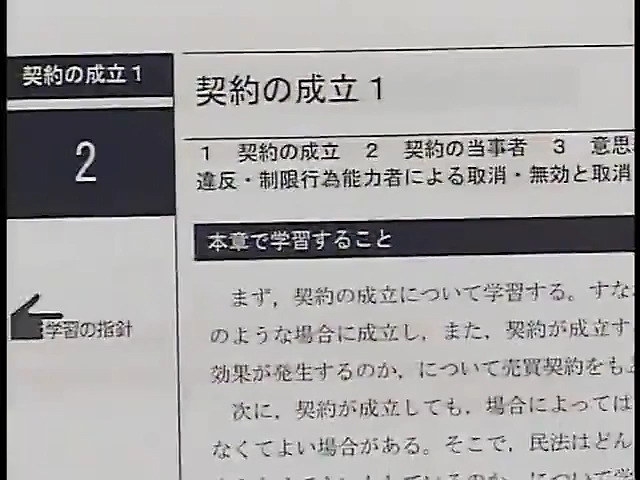 契約の成立1
2
学習の指針
契約の成立1
1 契約の成立 2 契約の当事者 3 意思
違反・制限行為能力者による取消・無効と取消
本章で学習すること
まず，契約の成立について学習する。すな
のような場合に成立し，また，契約が成立す
効果が発生するのか，について売買契約をも
次に，契約が成立しても，場合によっては
なくてよい場合がある。そこで，民法はどん